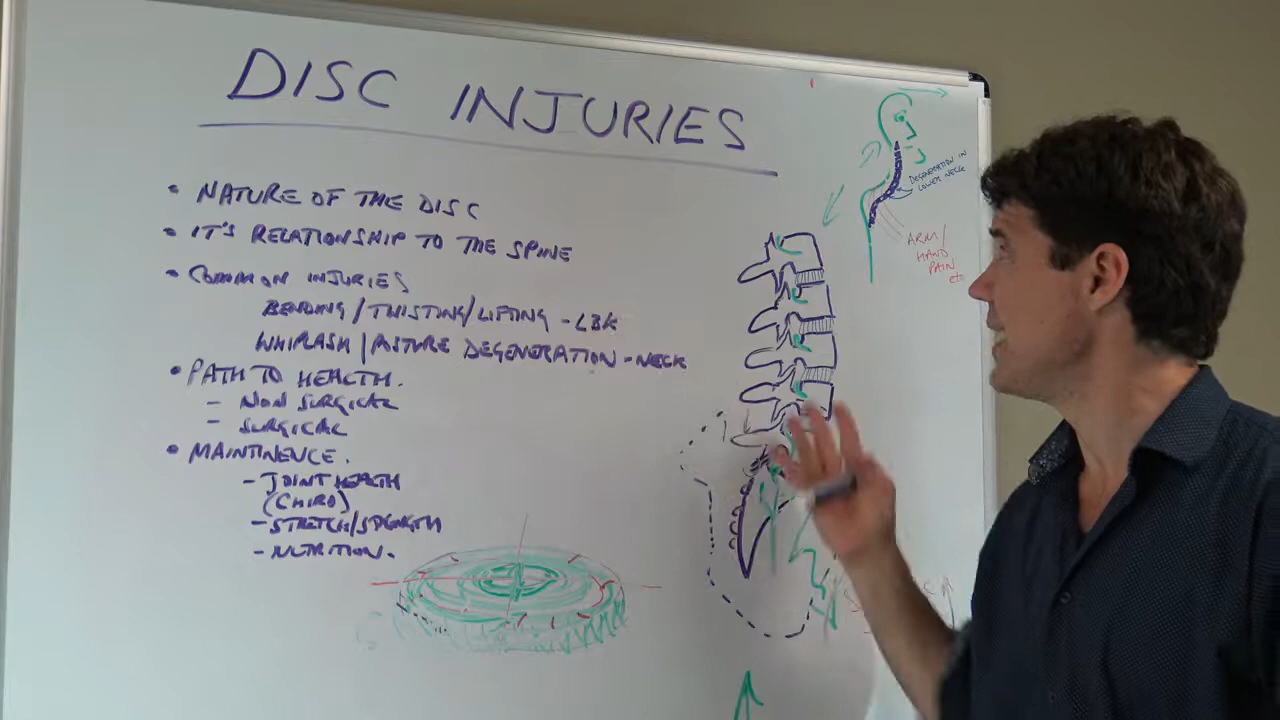 DISC INJURIES
• NATURE OF THE DISC
• IT'S RELATIONSHIP TO THE SPINE
• COMMON INJURIES
BENDING/TWISTING/LIFTING - LBK
WHIPLASH/POSTURE DEGENERATION - NECK
• PATH TO HEALTH.
- NON SURGICAL
- SURGICAL
• MAINTINENCE.
- JOINT HEALTH
(CHIRO)
- STRETCH/STRENGTH
- NUTRITION.
DEGENERATION IN
LOWER NECK
ARM/
HAND
PAIN
etc